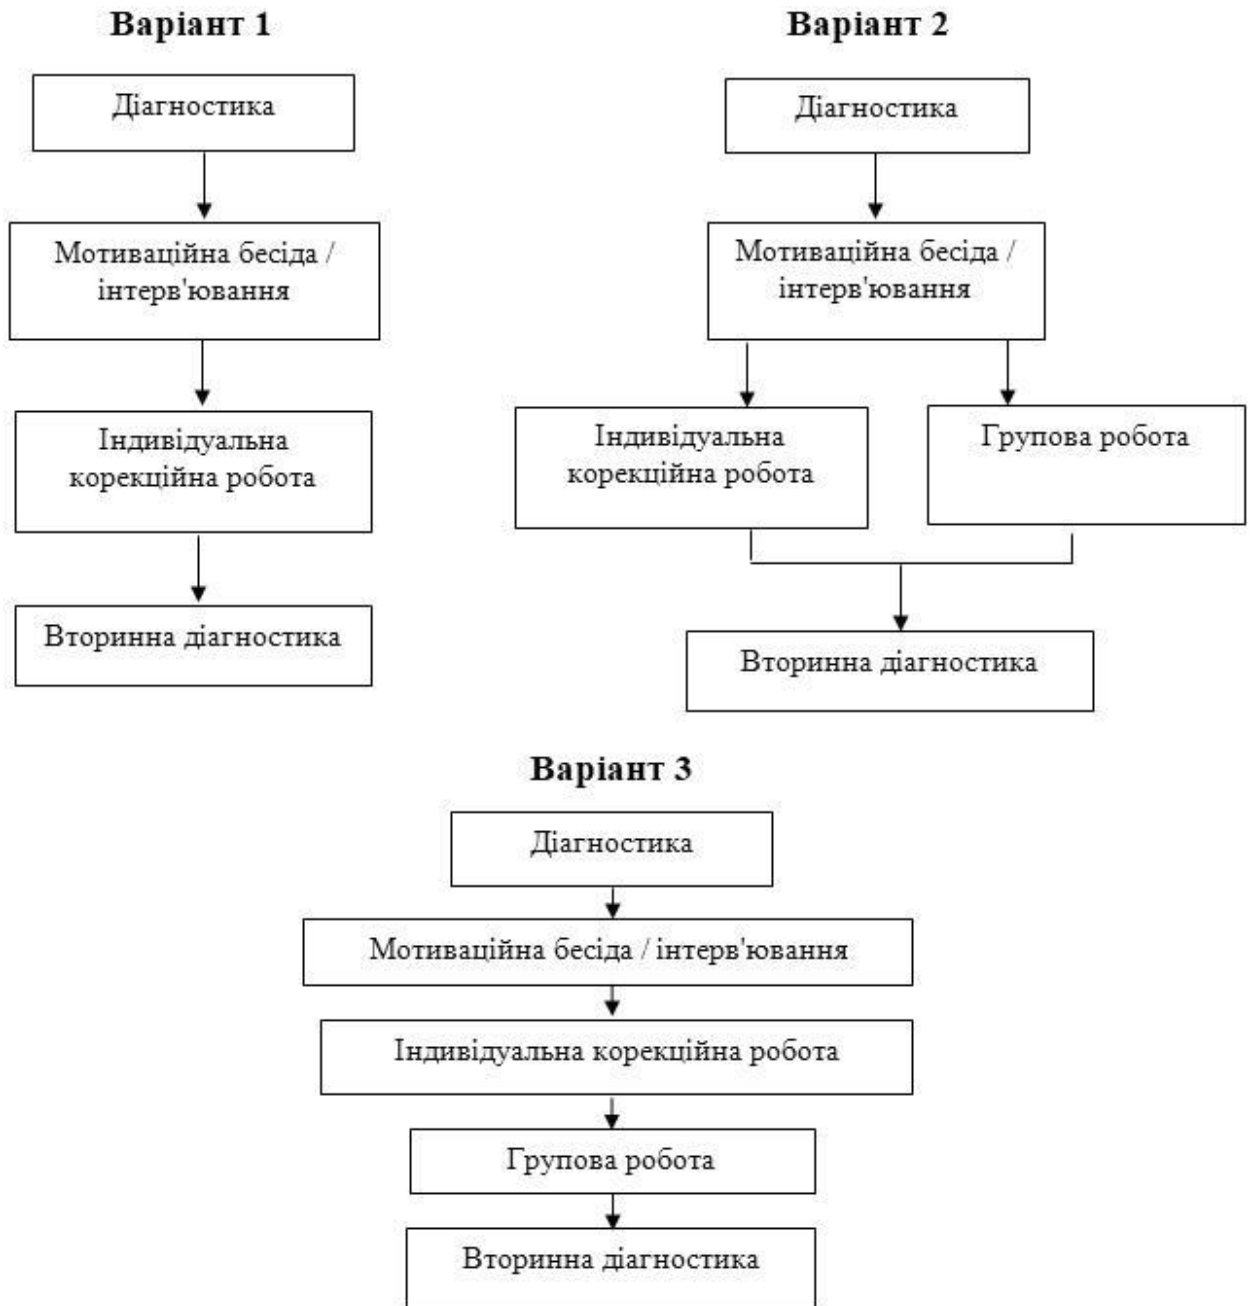 Варіант 1
Діагностика
Мотиваційна бесіда /
інтерв'ювання
Індивідуальна
корекційна робота
Вторинна діагностика
Варіант 2
Діагностика
Мотиваційна бесіда /
інтерв'ювання
Індивідуальна
корекційна робота
Групова робота
Вторинна діагностика
Варіант 3
Діагностика
Мотиваційна бесіда / інтерв'ювання
Індивідуальна корекційна робота
Групова робота
Вторинна діагностика